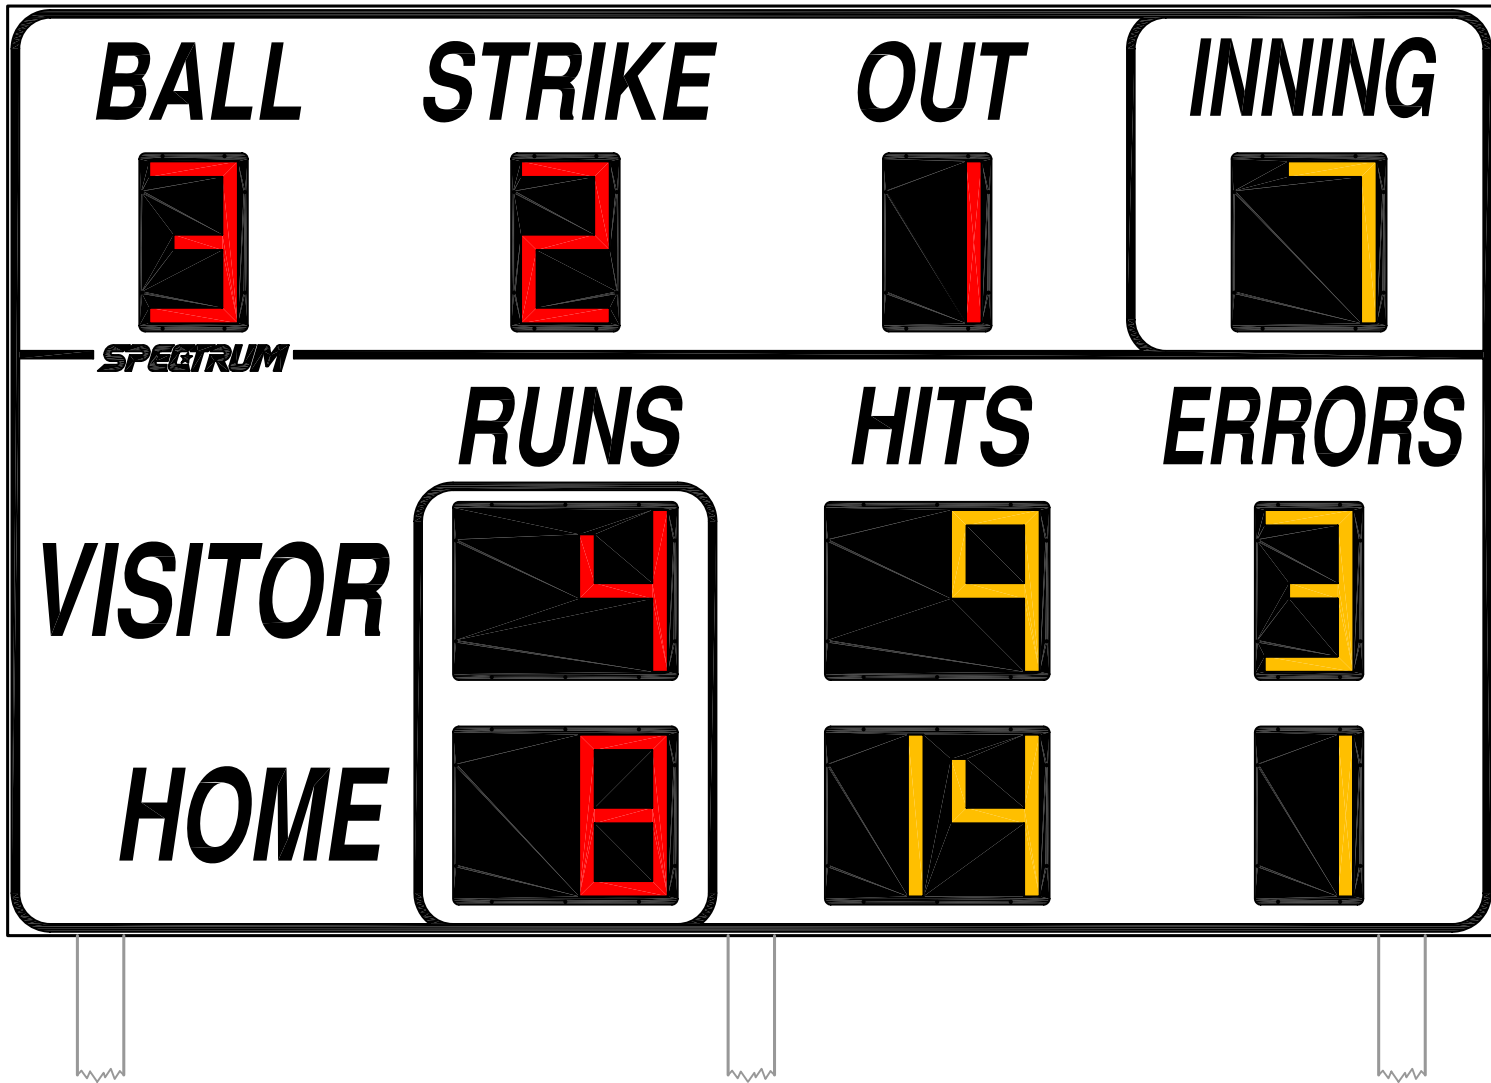 BALL STRIKE OUT INNING
3 2 1 7
SPECTRUM
RUNS HITS ERRORS
VISITOR 4 9 3
HOME 8 14 1